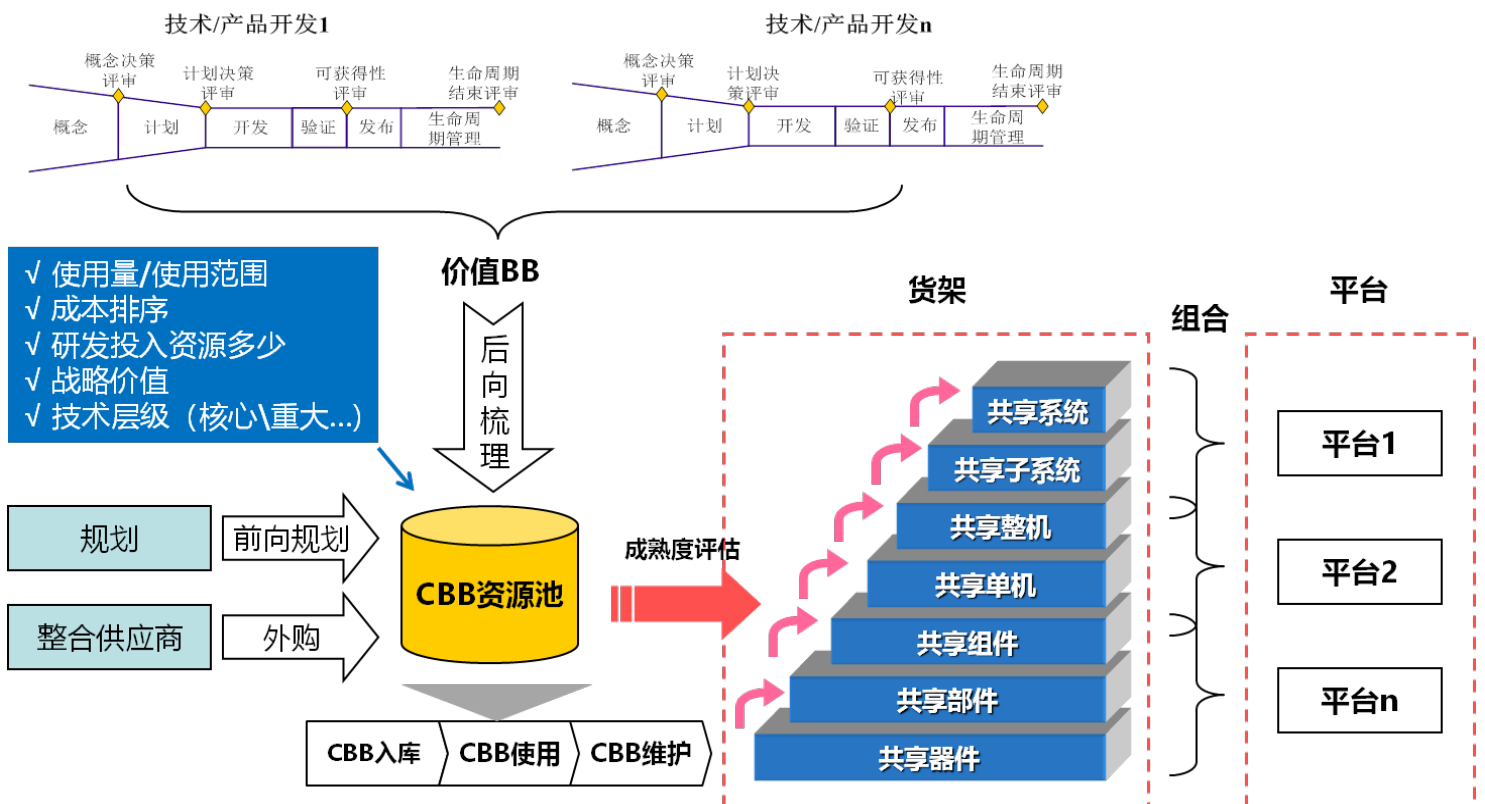 技术/产品开发1
概念决策
评审
计划决策
评审
可获得性
评审
生命周期
结束评审
概念
计划
开发
验证
发布
生命周
期管理
技术/产品开发n
概念决策
评审
计划决
策评审
可获得性
评审
生命周期
结束评审
概念
计划
开发
验证
发布
生命周
期管理
价值BB
√ 使用量/使用范围
√ 成本排序
√ 研发投入资源多少
√ 战略价值
√ 技术层级（核心\重大...）
后
向
梳
理
规划
前向规划
整合供应商
外购
CBB资源池
CBB入库
CBB使用
CBB维护
成熟度评估
货架
共享系统
共享子系统
共享整机
共享单机
共享组件
共享部件
共享器件
组合
平台
平台1
平台2
平台n